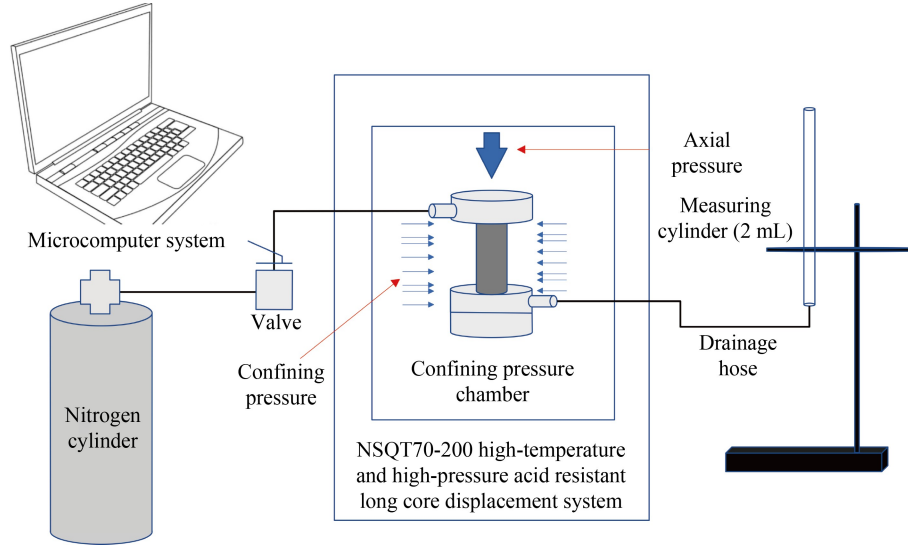 Axial
pressure
Measuring
cylinder (2 mL)
Microcomputer system
Valve
Confining
pressure
Confining pressure
chamber
Drainage
hose
Nitrogen
cylinder
NSQT70-200 high-temperature
and high-pressure acid resistant
long core displacement system